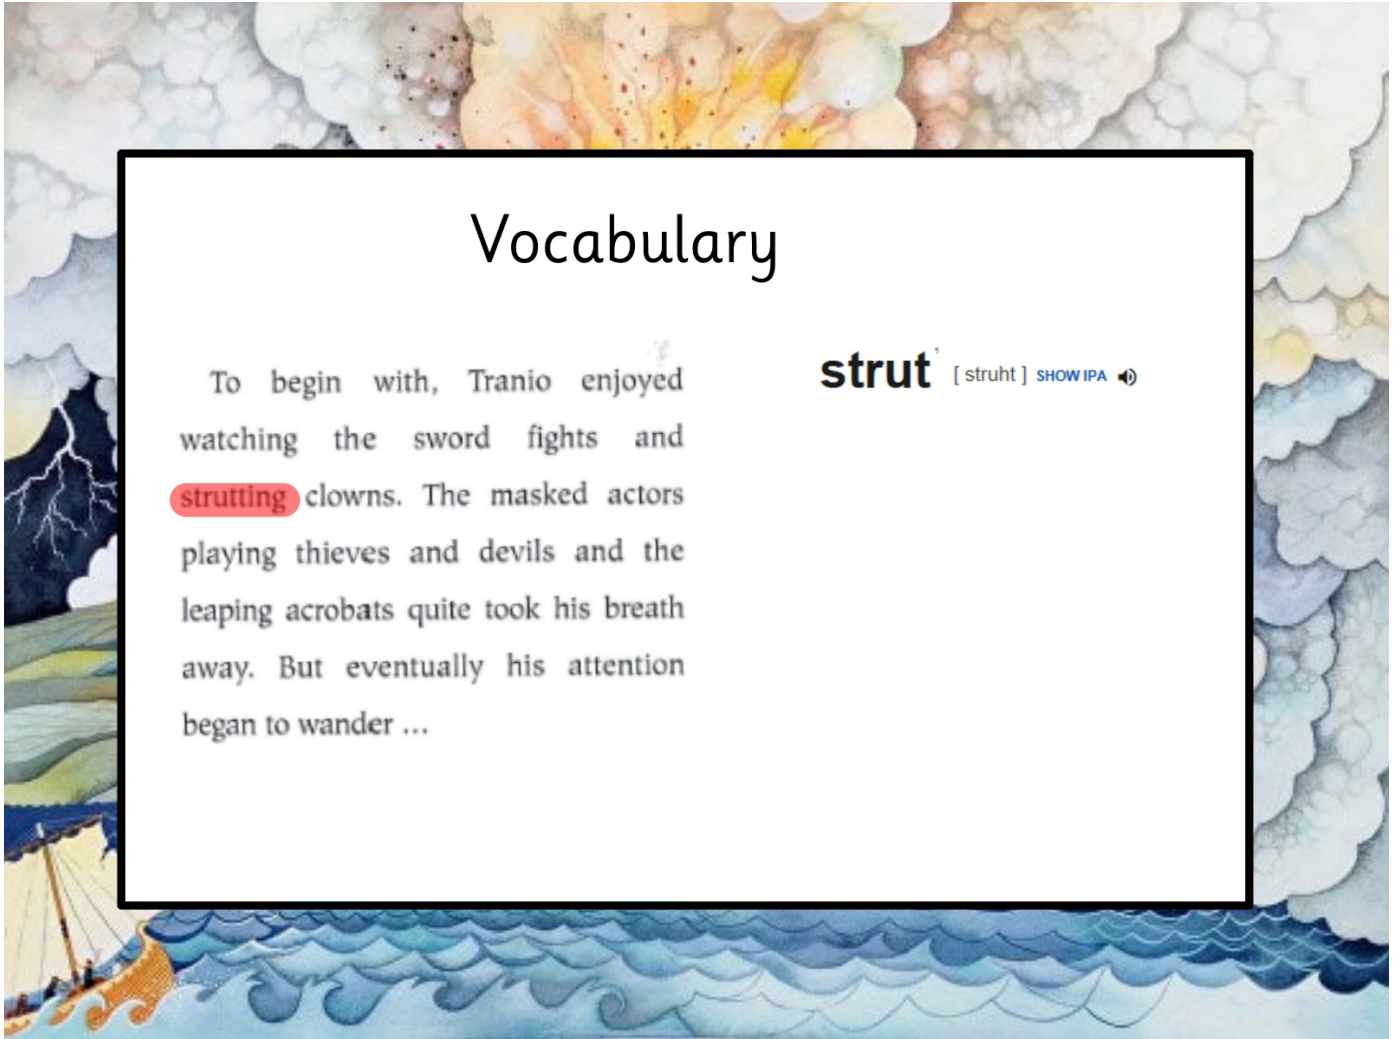 Vocabulary
To begin with, Tranio enjoyed
watching the sword fights and
strutting clowns. The masked actors
playing thieves and devils and the
leaping acrobats quite took his breath
away. But eventually his attention
began to wander ...
strut [ struht ] SHOW IPA